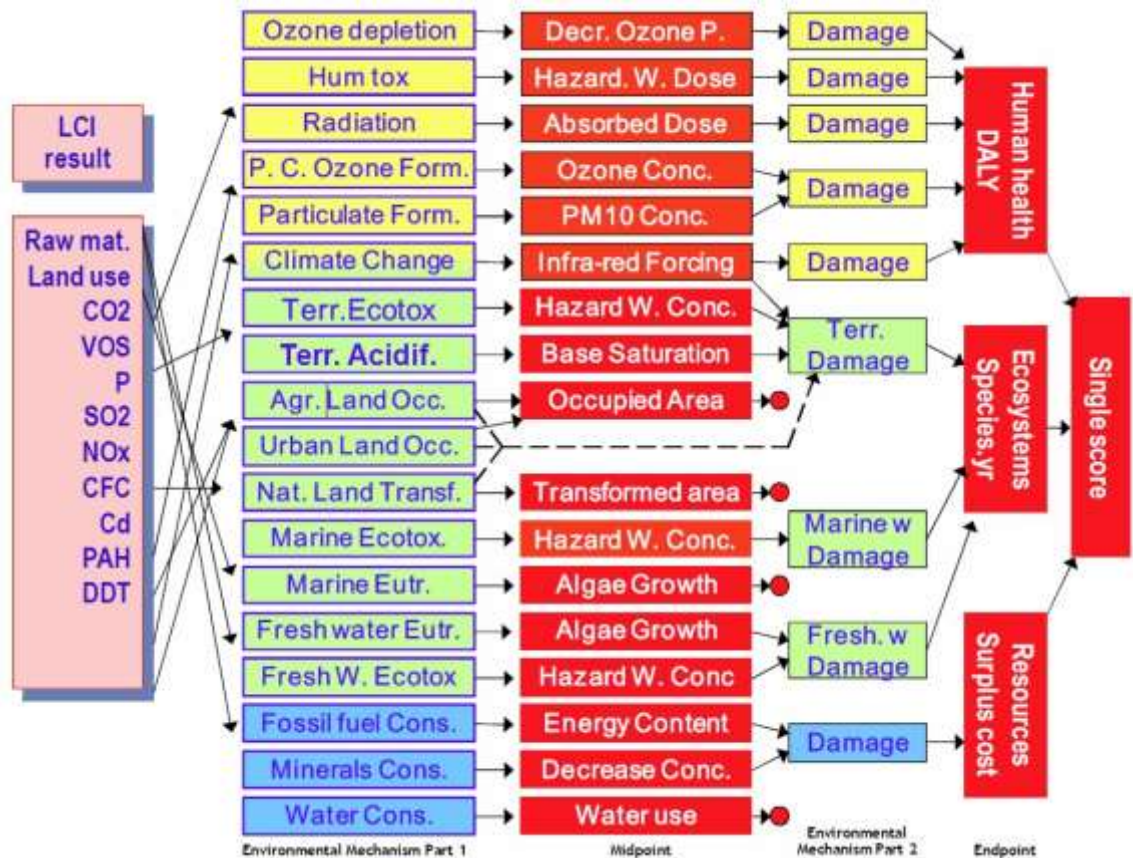 LCI
result
Raw mat.
Land use
CO2
VOS
P
SO2
NOx
CFC
Cd
PAH
DDT
Ozone depletion
Hum tox
Radiation
P. C. Ozone Form.
Particulate Form.
Climate Change
Terr.Ecotox
Terr. Acidif.
Agr. Land Occ.
Urban Land Occ.
Nat. Land Transf.
Marine Ecotox.
Marine Eutr.
Fresh water Eutr.
Fresh W. Ecotox
Fossil fuel Cons.
Minerals Cons.
Water Cons.
Environmental Mechanism Part 1
Decr. Ozone P.
Hazard. W. Dose
Absorbed Dose
Ozone Conc.
PM10 Conc.
Infra-red Forcing
Hazard W. Conc.
Base Saturation
Occupied Area
Transformed area
Hazard W. Conc.
Algae Growth
Algae Growth
Hazard W. Conc
Energy Content
Decrease Conc.
Water use
Midpoint
Damage
Damage
Damage
Damage
Damage
Terr.
Damage
Marine w
Damage
Fresh. w
Damage
Damage
Environmental
Mechanism Part 2
Human health
DALY
Ecosystems
Species.yr
Resources
Surplus cost
Endpoint
Single score